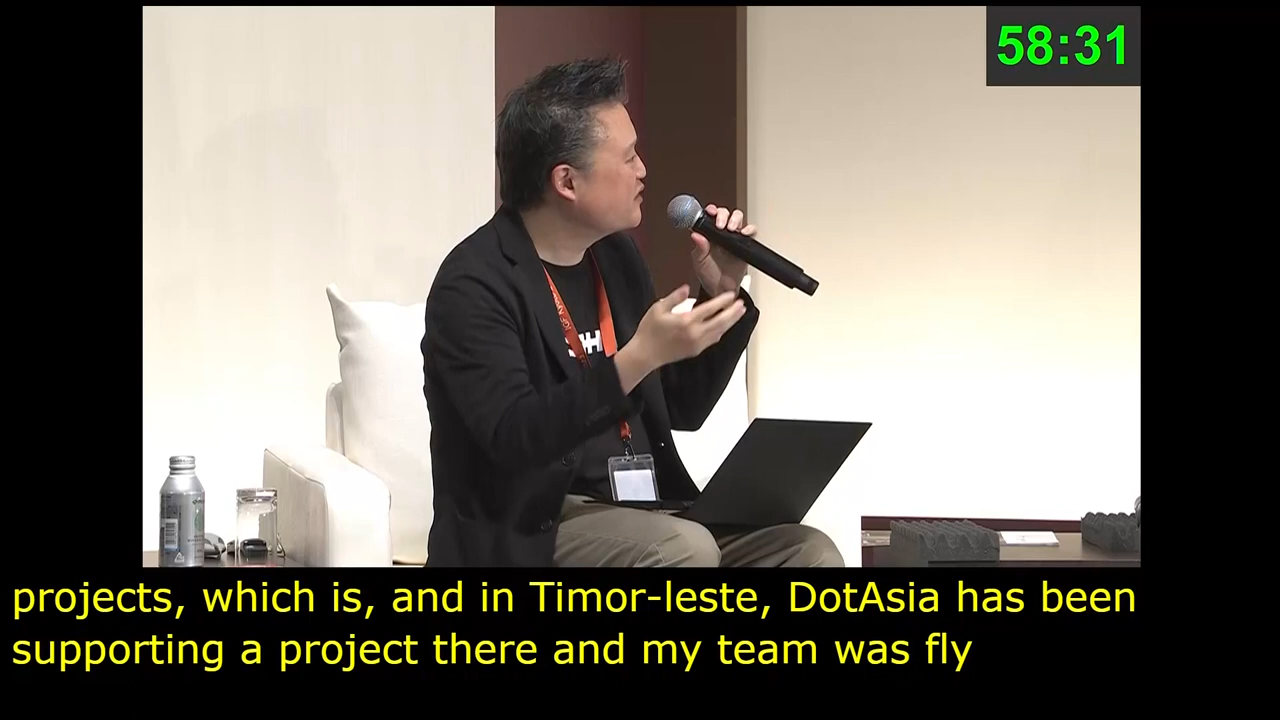 58:31
projects, which is, and in Timor-leste, DotAsia has been
supporting a project there and my team was fly